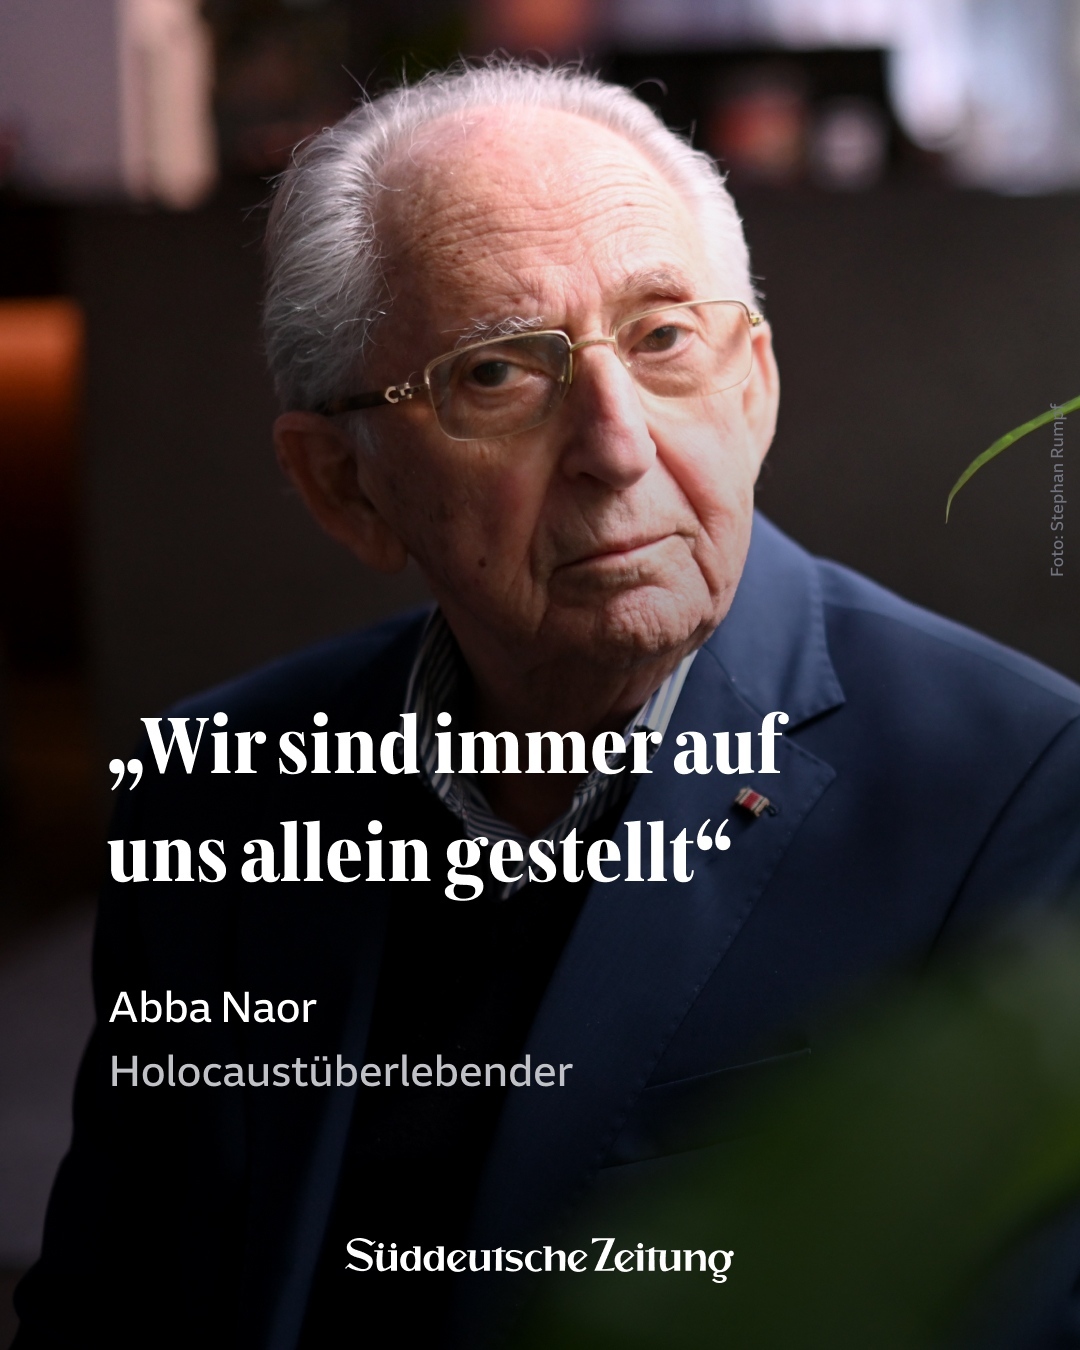 Foto: Stephan Rumpf
„Wir sind immer auf
uns allein gestellt“
Abba Naor
Holocaustüberlebender
Süddeutsche Zeitung